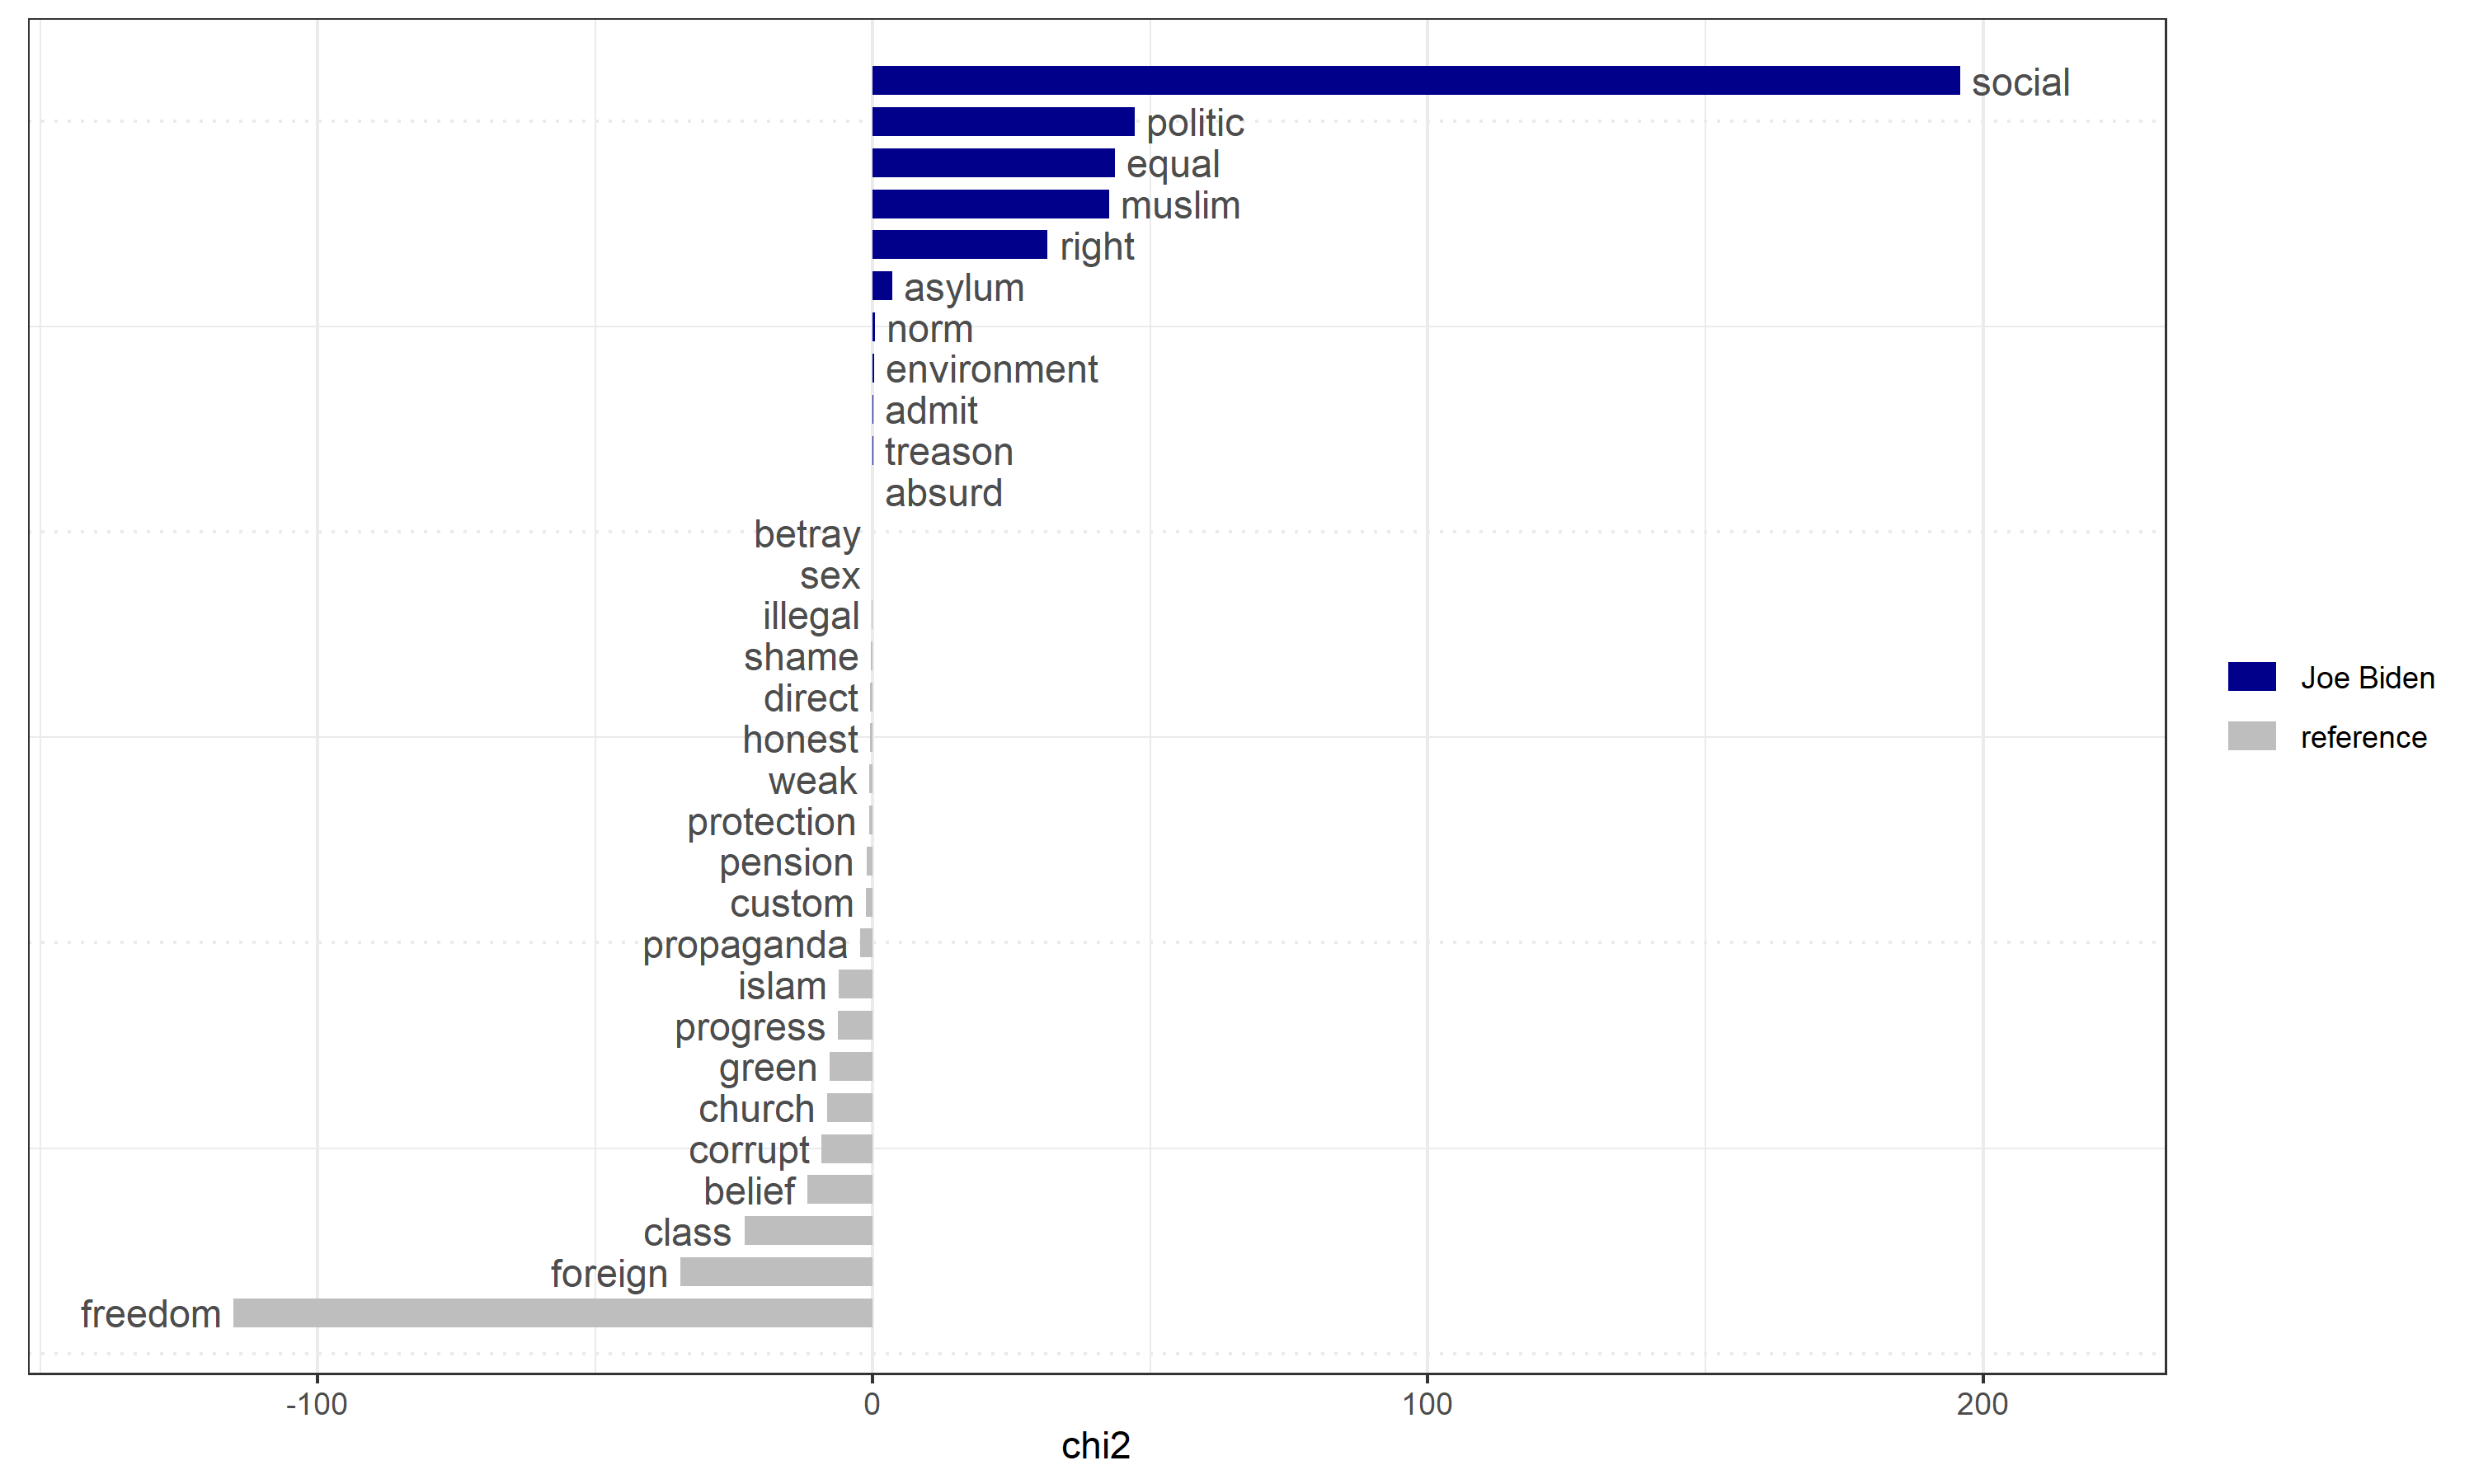 social
politic
equal
muslim
right
asylum
norm
environment
admit
treason
absurd
betray
sex
illegal
shame
direct
honest
weak
protection
pension
custom
propaganda
islam
progress
green
church
corrupt
belief
class
foreign
freedom
-100 0 100 200
chi2
Joe Biden
reference